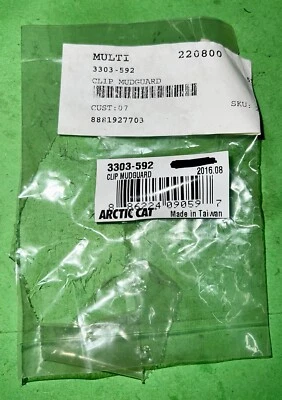 MULTI 220800
3303-592
CLIP MUDGUARD
CUST:07 SKU:
8881927703
3303-592
CLIP MUDGUARD 2016.08
8 96224 09059 7
ARCTIC CAT Made in Taiwan